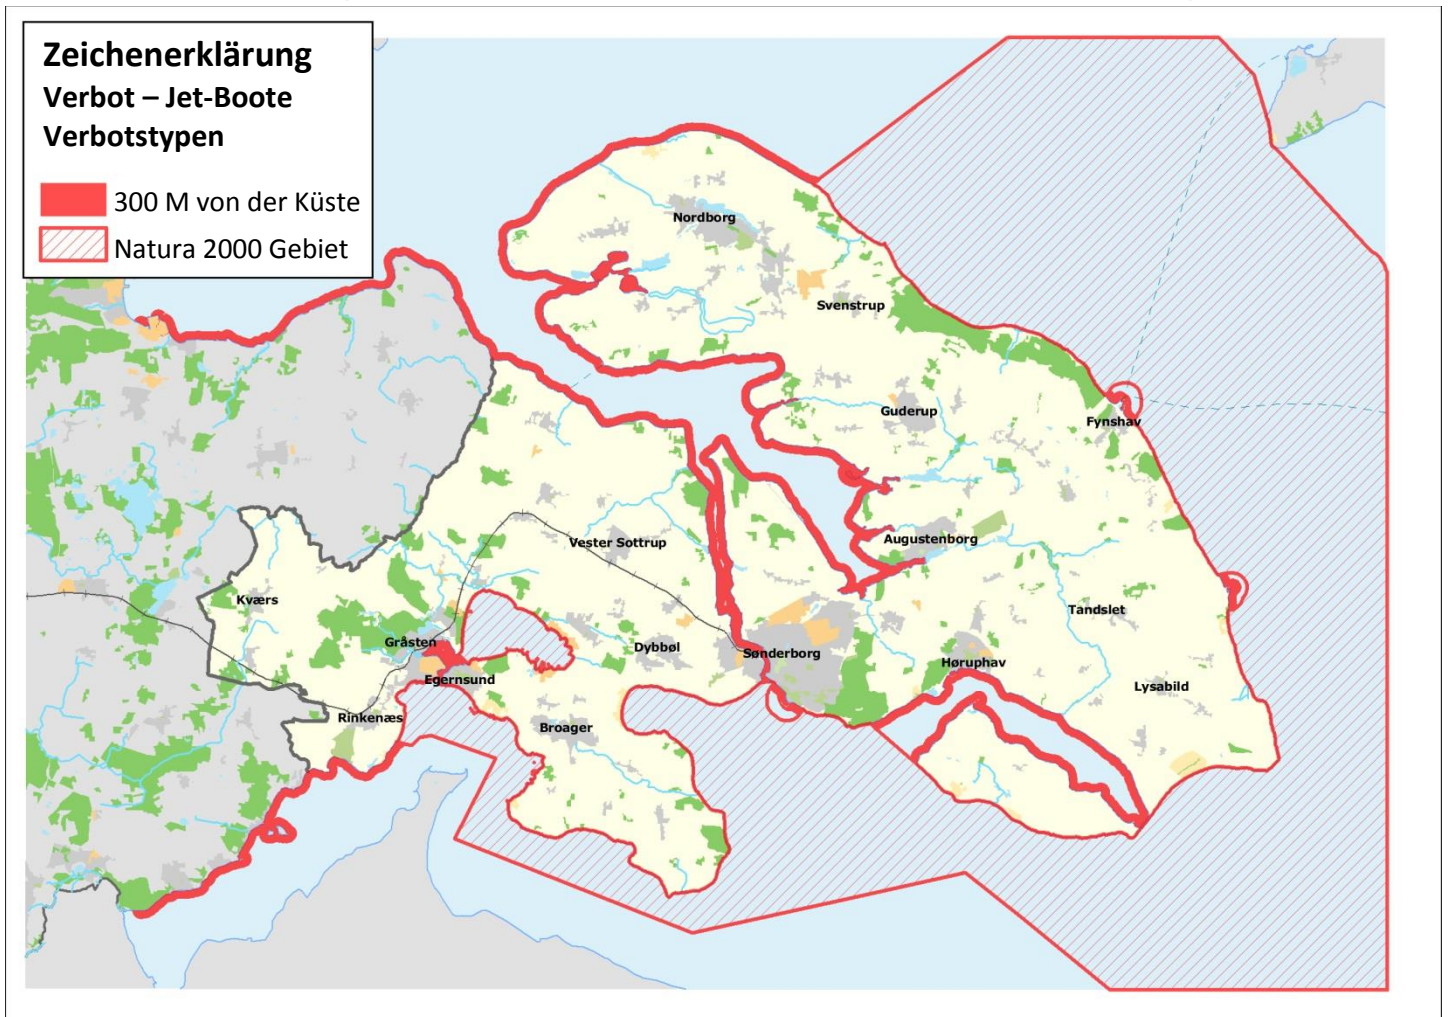 Zeichenerklärung
Verbot – Jet-Boote
Verbotstypen
300 M von der Küste
Natura 2000 Gebiet
Nordborg
Svenstrup
Guderup
Fynshav
Augustenborg
Vester Sottrup
Kværs
Tandslet
Gråsten
Dybbøl
Sønderborg
Høruphav
Egernsund
Lysabild
Rinkenæs
Broager